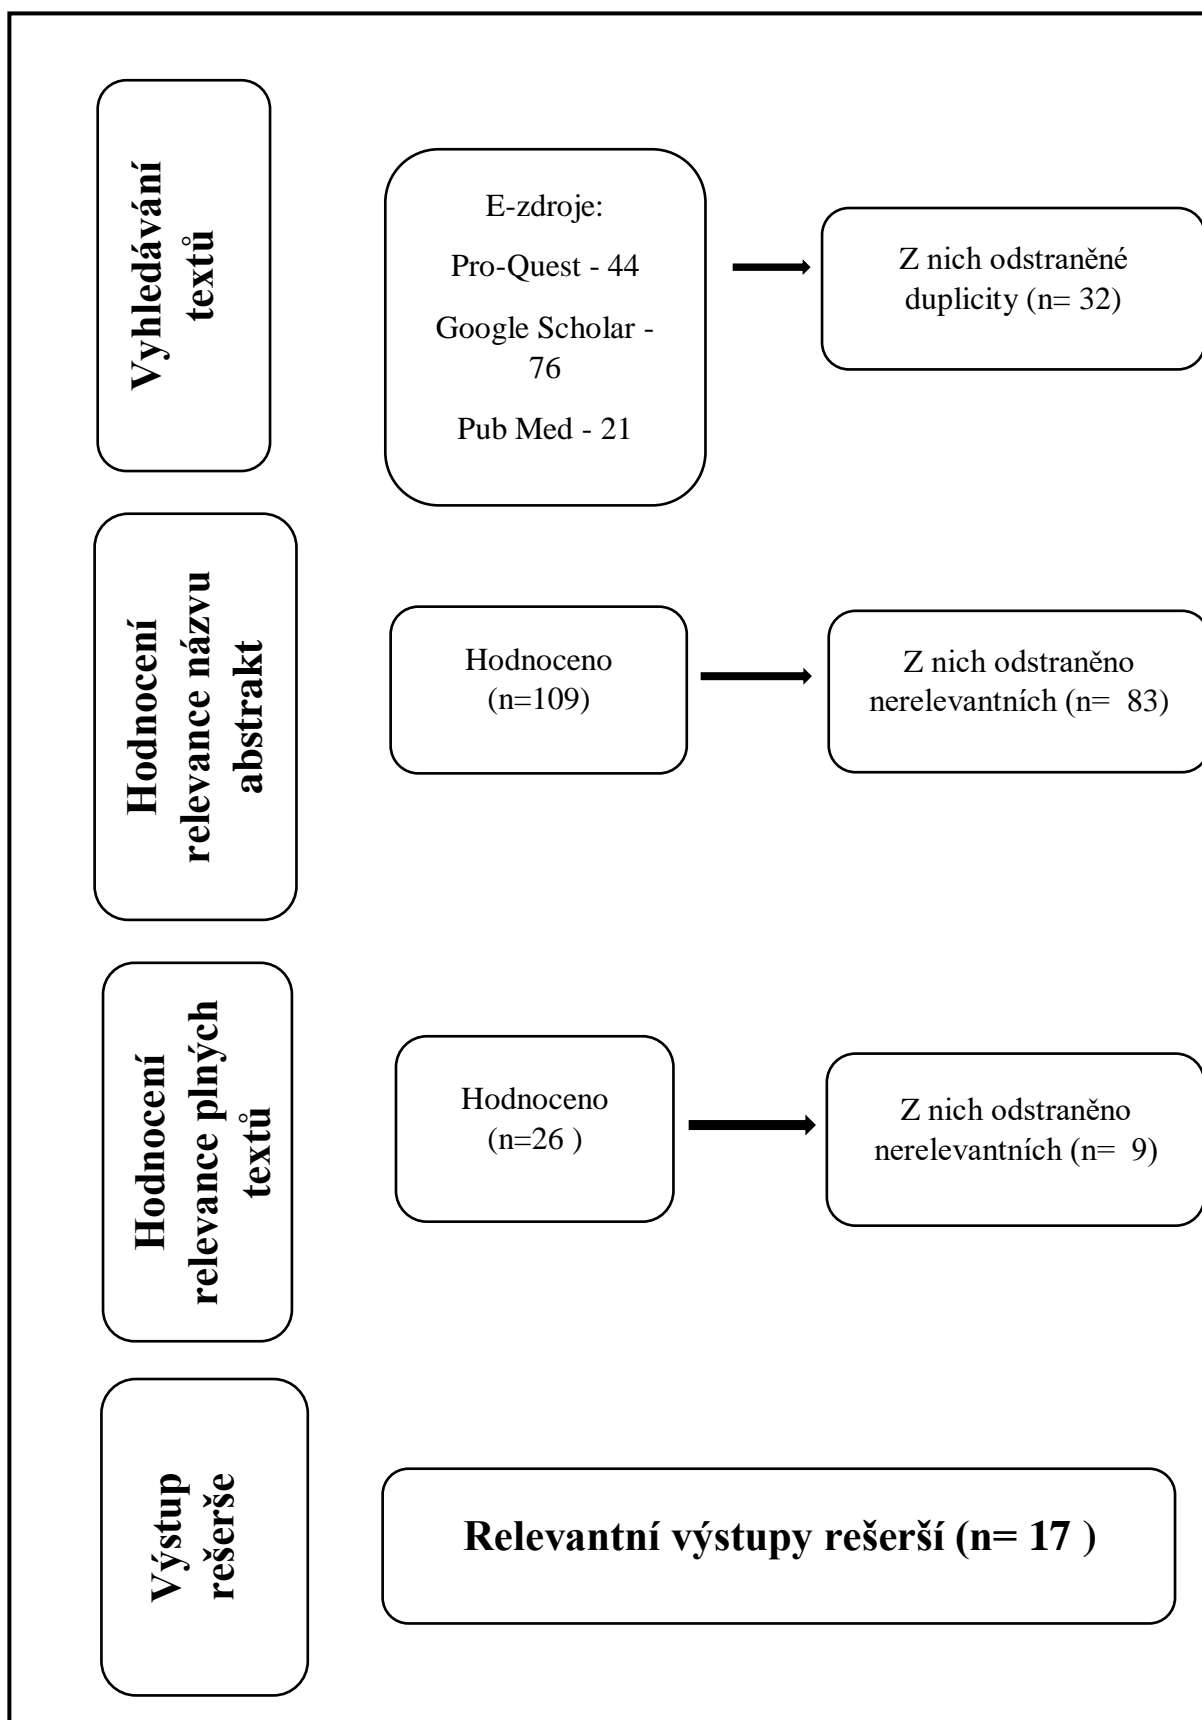 Vyhledávání
textů
E-zdroje:
Pro-Quest - 44
Google Scholar -
76
Pub Med - 21
Z nich odstraněné
duplicity (n= 32)
Hodnocení
relevance názvu
abstrakt
Hodnoceno
(n=109)
Z nich odstraněno
nerelevantních (n=  83)
Hodnocení
relevance plných
textů
Hodnoceno
(n=26 )
Z nich odstraněno
nerelevantních (n=  9)
Výstup
rešerše
Relevantní výstupy rešerší (n= 17 )